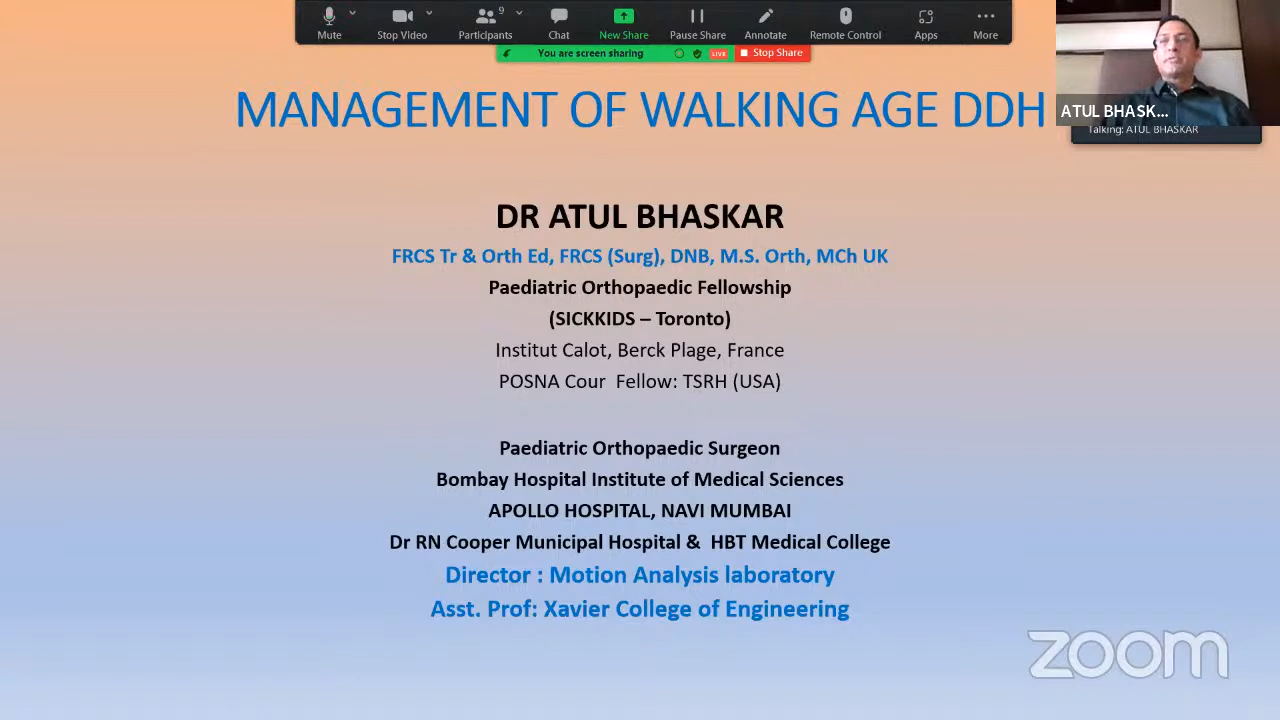 9
Mute
Stop Video
Participants
Chat
New Share
Pause Share
Annotate
Remote Control
Apps
More
You are screen sharing
LIVE
Stop Share
ATUL BHASK...
Talking: ATUL BHASKAR
MANAGEMENT OF WALKING AGE DDH
DR ATUL BHASKAR
FRCS Tr & Orth Ed, FRCS (Surg), DNB, M.S. Orth, MCh UK
Paediatric Orthopaedic Fellowship
(SICKKIDS – Toronto)
Institut Calot, Berck Plage, France
POSNA Cour Fellow: TSRH (USA)
Paediatric Orthopaedic Surgeon
Bombay Hospital Institute of Medical Sciences
APOLLO HOSPITAL, NAVI MUMBAI
Dr RN Cooper Municipal Hospital & HBT Medical College
Director : Motion Analysis laboratory
Asst. Prof: Xavier College of Engineering
zoom